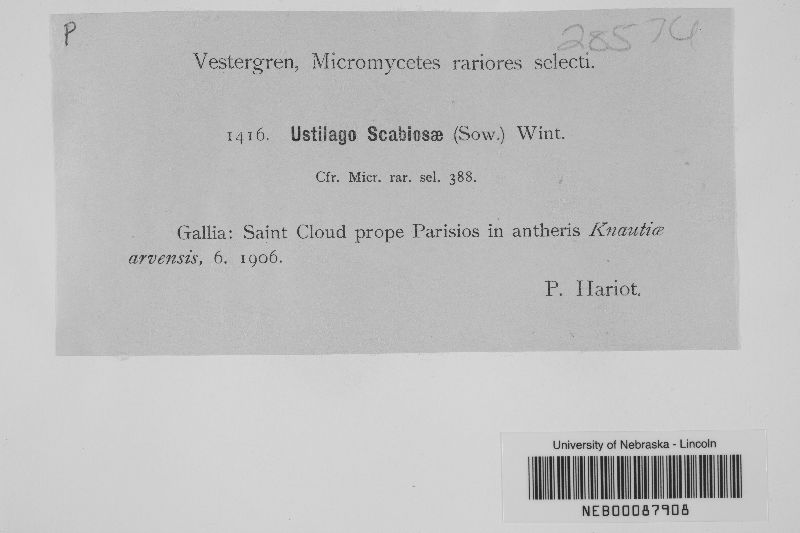 P
28574
Vestergren, Micromycetes rariores selecti.
1416. Ustilago Scabiosæ (Sow.) Wint.
Cfr. Micr. rar. sel. 388.
Gallia: Saint Cloud prope Parisios in antheris Knautiæ
arvensis, 6. 1906.
P. Hariot.
University of Nebraska - Lincoln
NEB00087908